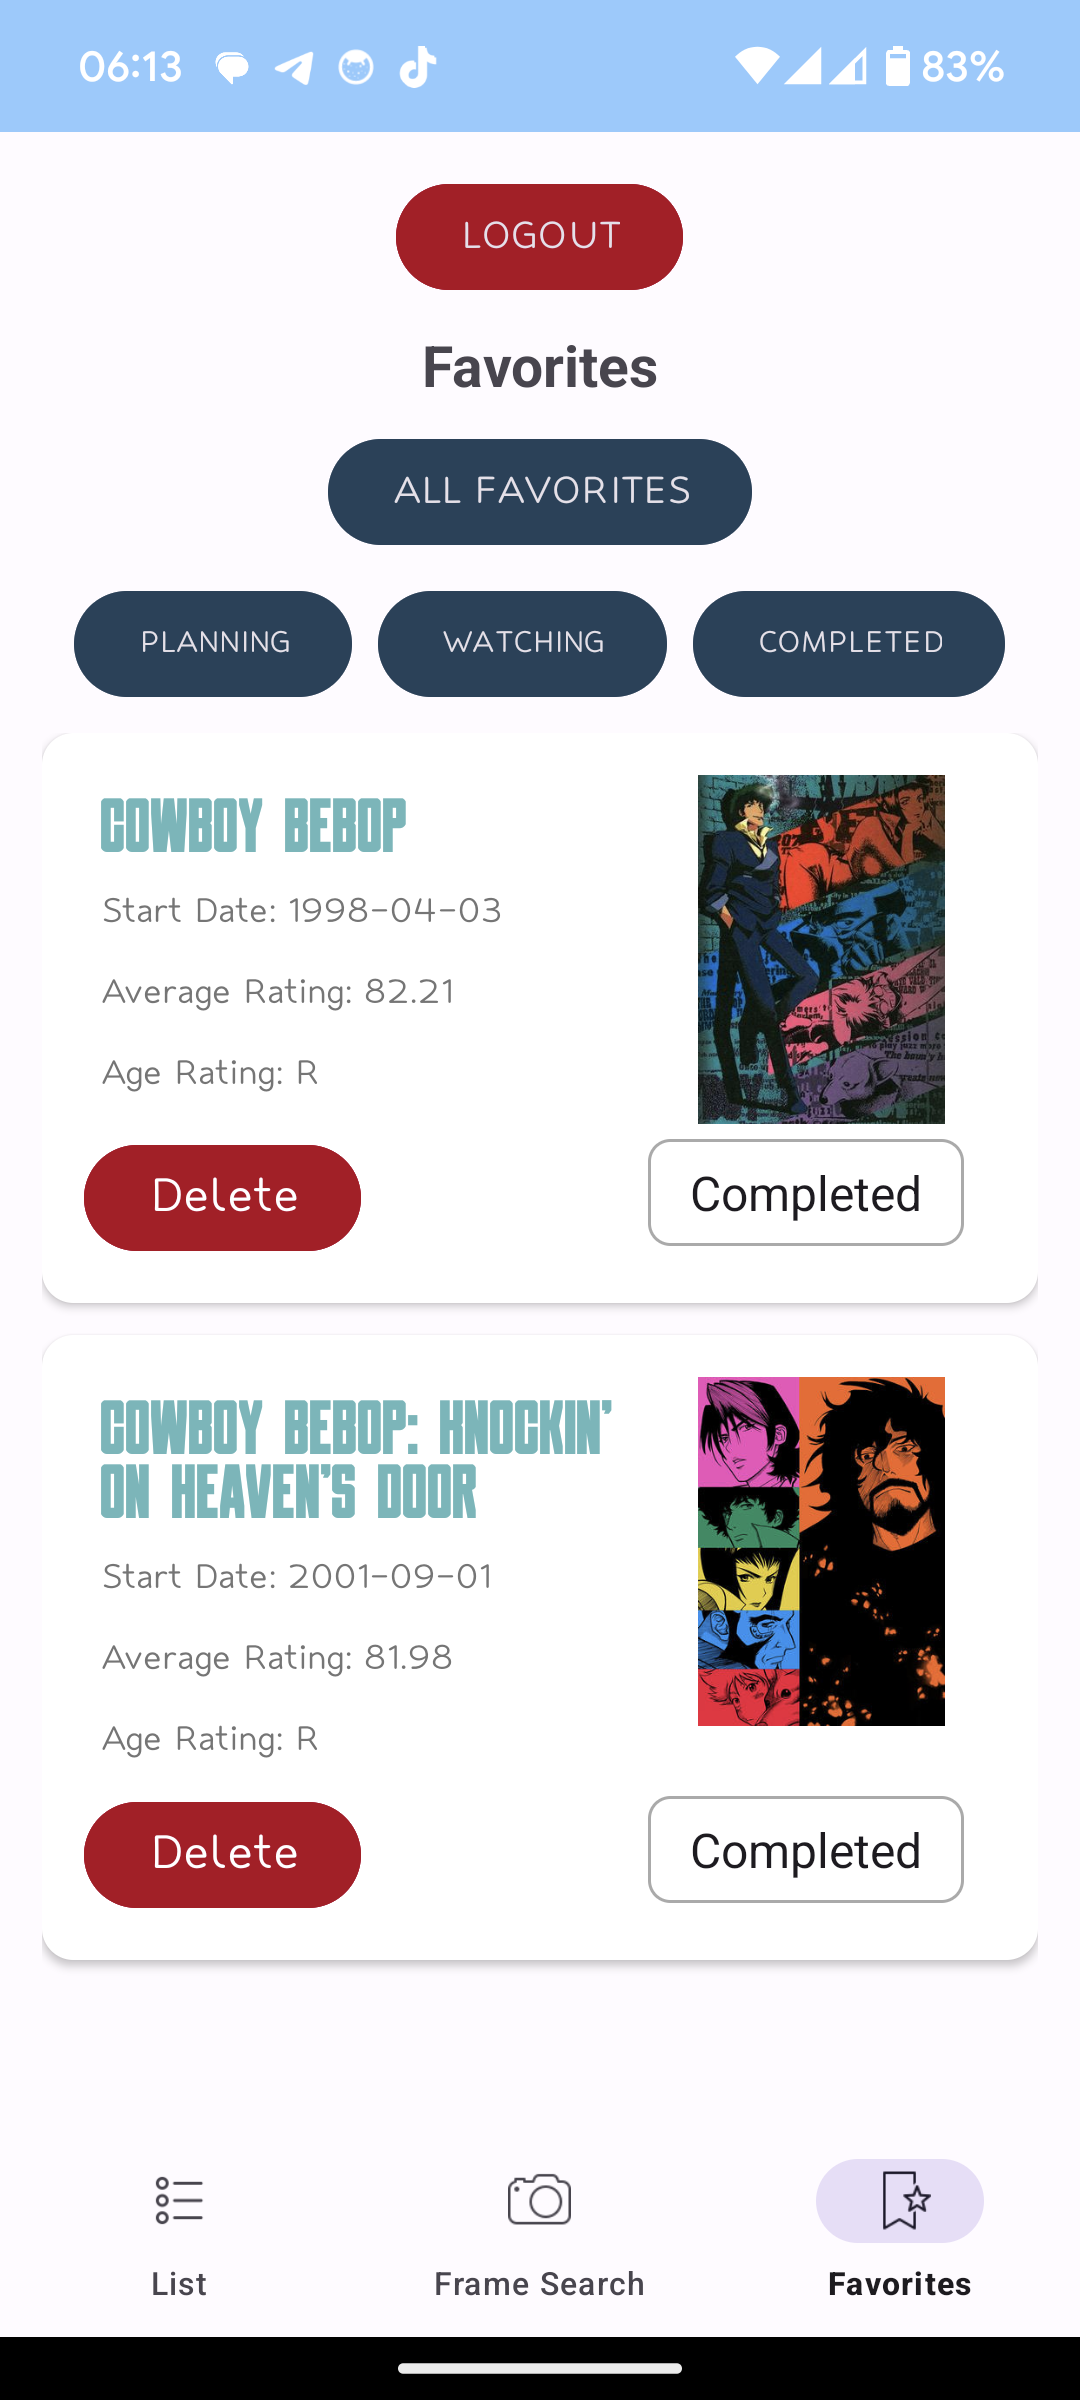 06:13
83%
LOGOUT
Favorites
ALL FAVORITES
PLANNING
WATCHING
COMPLETED
COWBOY BEBOP
Start Date: 1998-04-03
Average Rating: 82.21
Age Rating: R
Delete
Completed
COWBOY BEBOP: KNOCKIN'
ON HEAVEN'S DOOR
Start Date: 2001-09-01
Average Rating: 81.98
Age Rating: R
Delete
Completed
List
Frame Search
Favorites